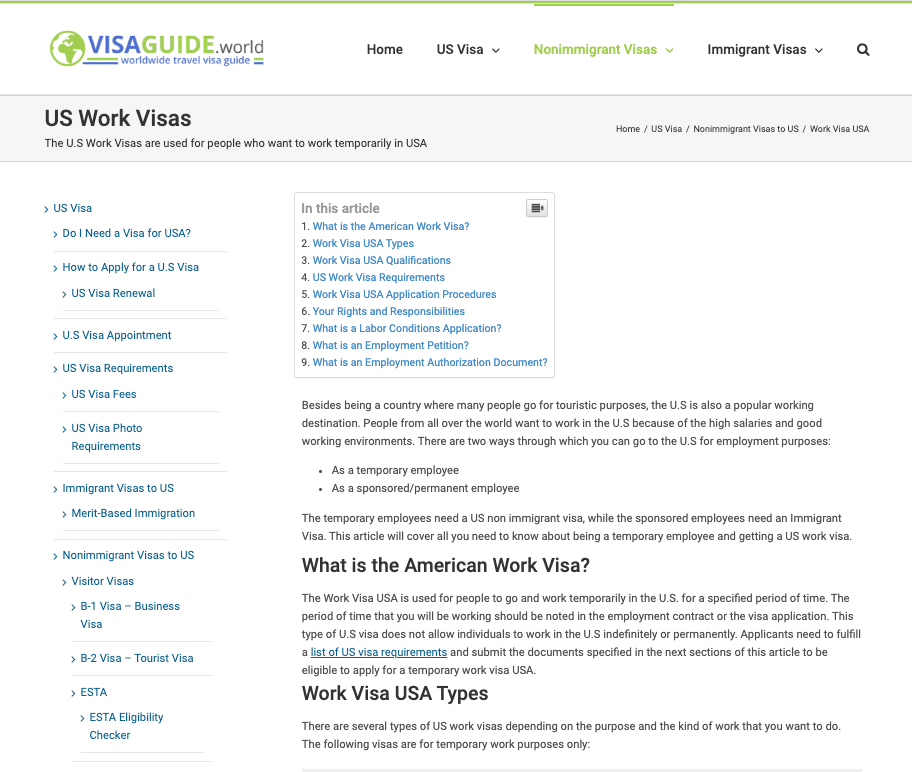 VISAGUIDE.world
worldwide travel visa guide
Home US Visa Nonimmigrant Visas Immigrant Visas
US Work Visas
The U.S Work Visas are used for people who want to work temporarily in USA
Home / US Visa / Nonimmigrant Visas to US / Work Visa USA
US Visa
Do I Need a Visa for USA?
How to Apply for a U.S Visa
US Visa Renewal
U.S Visa Appointment
US Visa Requirements
US Visa Fees
US Visa Photo
Requirements
Immigrant Visas to US
Merit-Based Immigration
Nonimmigrant Visas to US
Visitor Visas
B-1 Visa – Business
Visa
B-2 Visa – Tourist Visa
ESTA
ESTA Eligibility
Checker
In this article
1. What is the American Work Visa?
2. Work Visa USA Types
3. Work Visa USA Qualifications
4. US Work Visa Requirements
5. Work Visa USA Application Procedures
6. Your Rights and Responsibilities
7. What is a Labor Conditions Application?
8. What is an Employment Petition?
9. What is an Employment Authorization Document?
Besides being a country where many people go for touristic purposes, the U.S is also a popular working
destination. People from all over the world want to work in the U.S because of the high salaries and good
working environments. There are two ways through which you can go to the U.S for employment purposes:
• As a temporary employee
• As a sponsored/permanent employee
The temporary employees need a US non immigrant visa, while the sponsored employees need an Immigrant
Visa. This article will cover all you need to know about being a temporary employee and getting a US work visa.
What is the American Work Visa?
The Work Visa USA is used for people to go and work temporarily in the U.S. for a specified period of time. The
period of time that you will be working should be noted in the employment contract or the visa application. This
type of U.S visa does not allow individuals to work in the U.S indefinitely or permanently. Applicants need to fulfill
a list of US visa requirements and submit the documents specified in the next sections of this article to be
eligible to apply for a temporary work visa USA.
Work Visa USA Types
There are several types of US work visas depending on the purpose and the kind of work that you want to do.
The following visas are for temporary work purposes only: